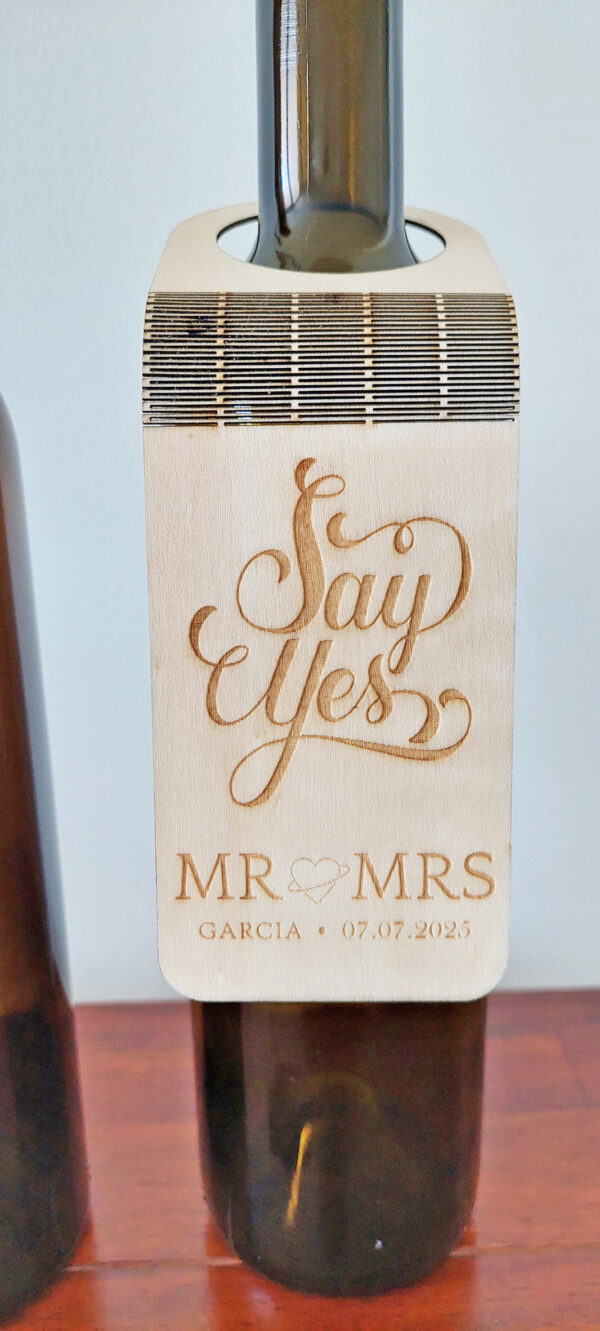 Say
Yes
MR MRS
GARCIA • 07.07.2025